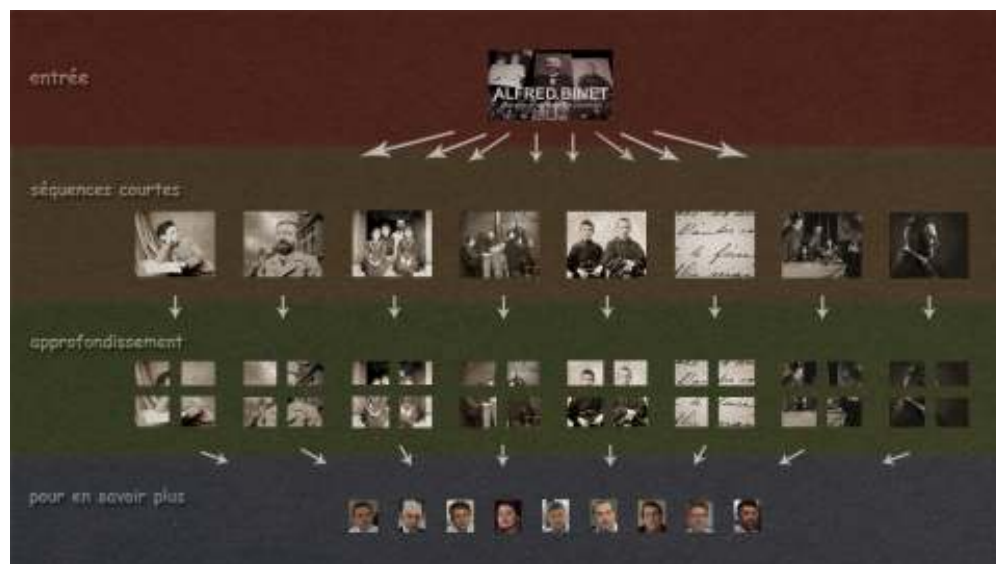 entrée
ALFRED BINET
séquences courtes
approfondissement
pour en savoir plus